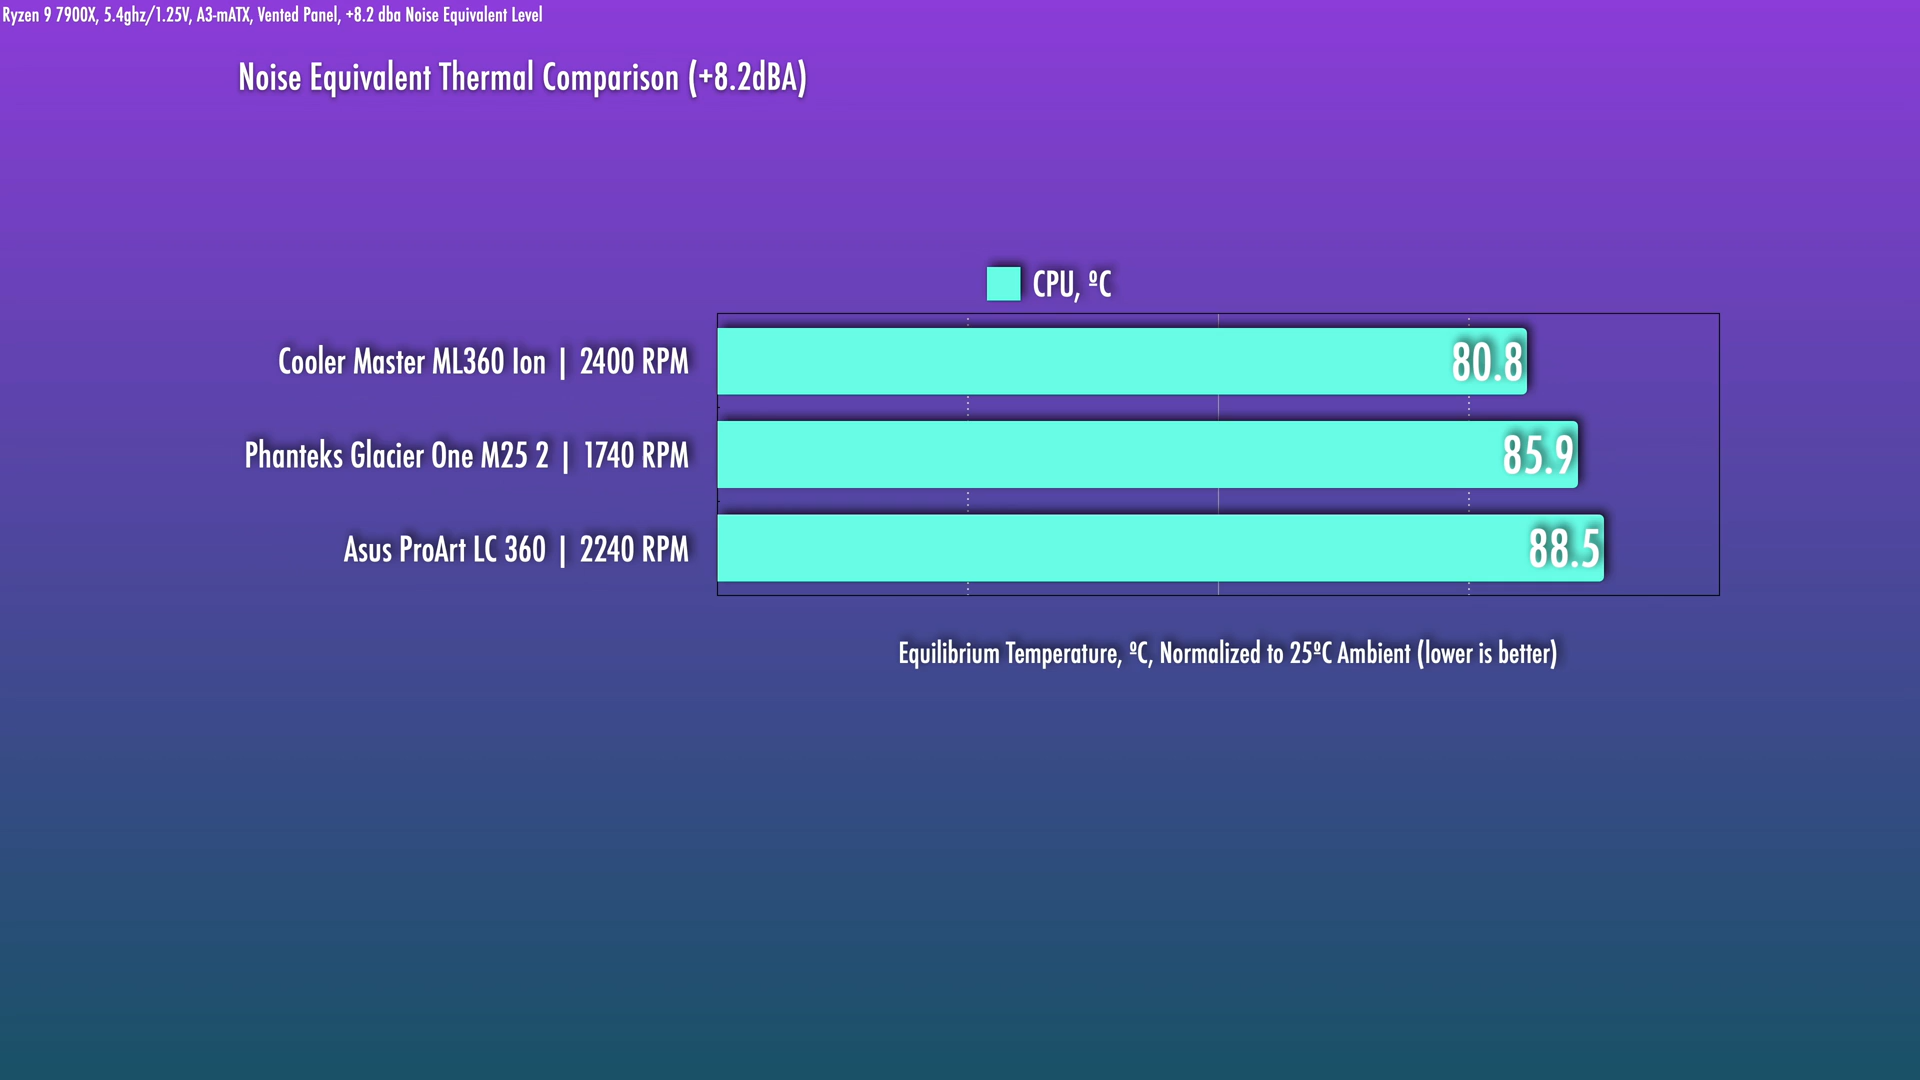 Ryzen 9 7900X, 5.4ghz/1.25V, A3-mATX, Vented Panel, +8.2 dba Noise Equivalent Level
Noise Equivalent Thermal Comparison (+8.2dBA)
CPU, ºC
Cooler Master ML360 Ion | 2400 RPM 80.8
Phanteks Glacier One M25 2 | 1740 RPM 85.9
Asus ProArt LC 360 | 2240 RPM 88.5
Equilibrium Temperature, ºC, Normalized to 25ºC Ambient (lower is better)